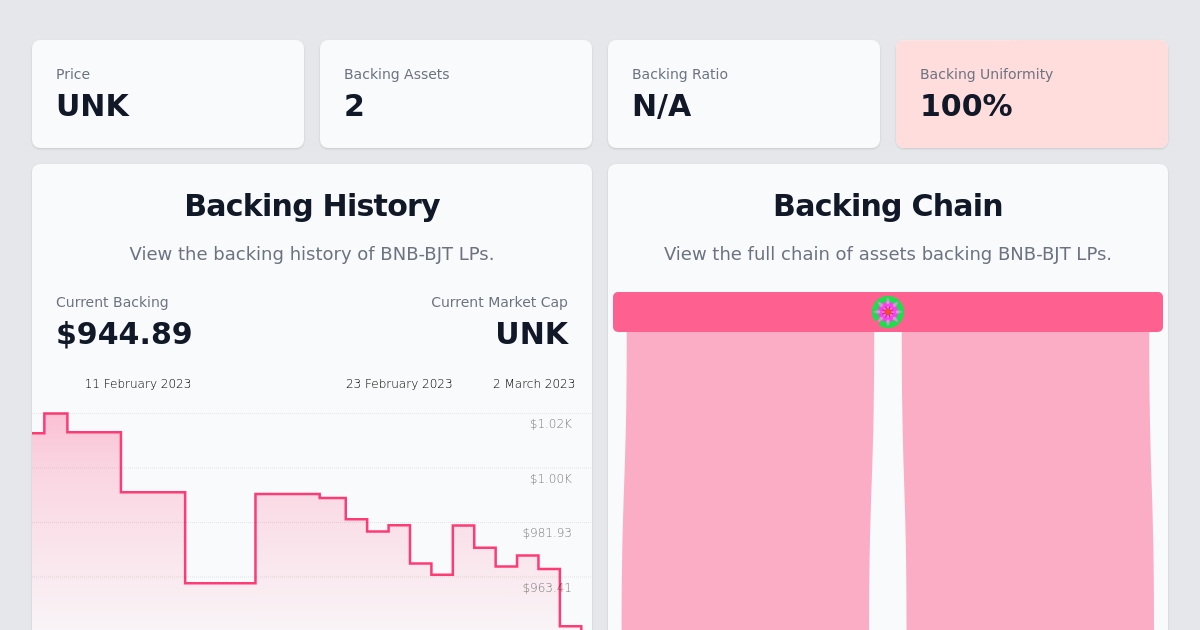 Price
UNK
Backing Assets
2
Backing Ratio
N/A
Backing Uniformity
100%
Backing History
View the backing history of BNB-BJT LPs.
Current Backing
$944.89
Current Market Cap
UNK
11 February 2023
23 February 2023
2 March 2023
$1.02K
$1.00K
$981.93
$963.41
Backing Chain
View the full chain of assets backing BNB-BJT LPs.